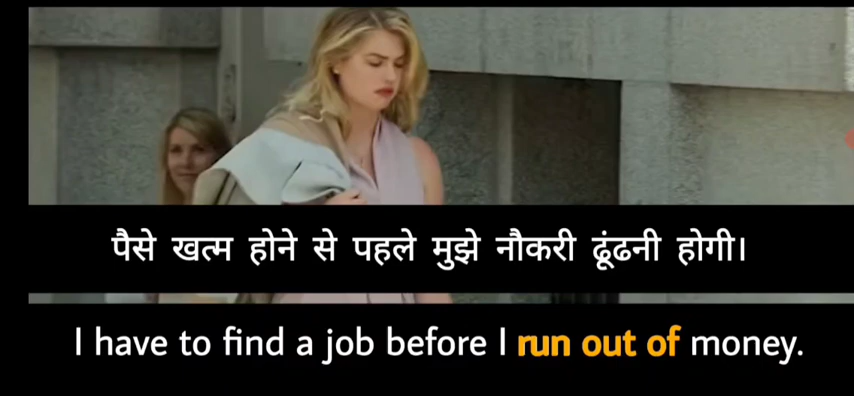 पैसे खत्म होने से पहले मुझे नौकरी ढूंढनी होगी।
I have to find a job before I run out of money.